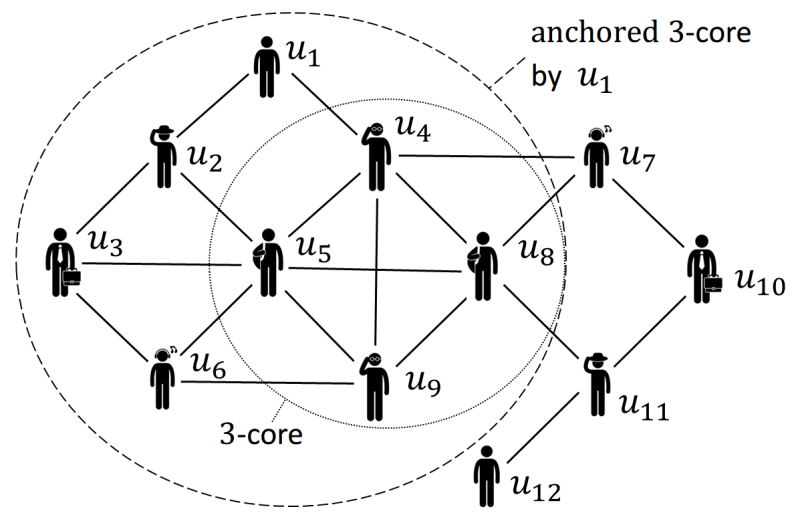 anchored 3-core
by u₁
u₁
u₂
u₄
u₇
u₃
u₅
u₈
u₁₀
u₆
u₉
u₁₁
3-core
u₁₂